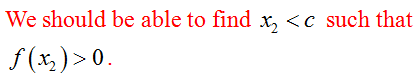 We should be able to find x₂ < c such that
f(x₂) > 0.